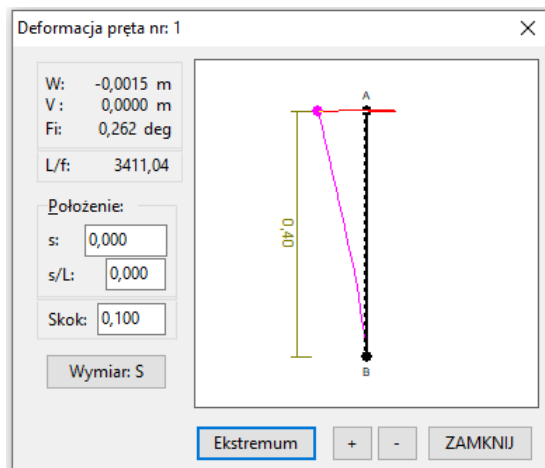 Deformacja pręta nr: 1
W: -0,0015 m
V : 0,0000 m
Fi: 0,262 deg
L/f: 3411,04
Położenie:
s: 0,000
s/L: 0,000
Skok: 0,100
Wymiar: S
A
0,40
B
Ekstremum + - ZAMKNIJ